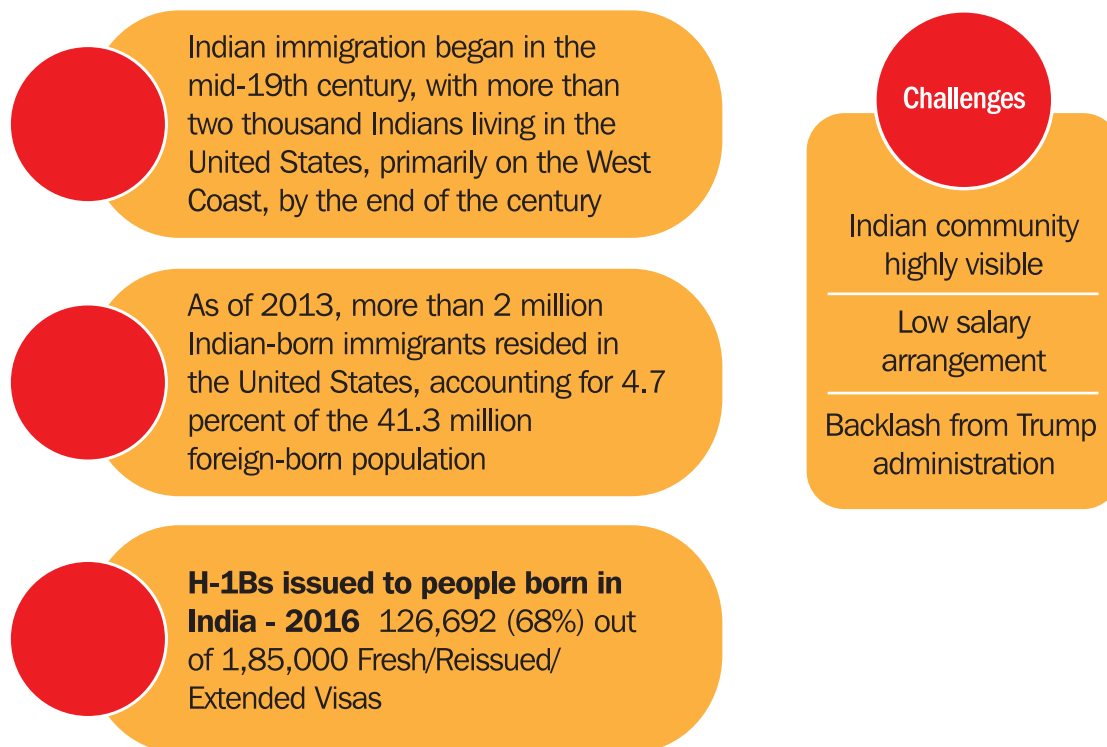 Indian immigration began in the
mid-19th century, with more than
two thousand Indians living in the
United States, primarily on the West
Coast, by the end of the century
As of 2013, more than 2 million
Indian-born immigrants resided in
the United States, accounting for 4.7
percent of the 41.3 million
foreign-born population
H-1Bs issued to people born in
India - 2016 126,692 (68%) out
of 1,85,000 Fresh/Reissued/
Extended Visas
Challenges
Indian community
highly visible
Low salary
arrangement
Backlash from Trump
administration